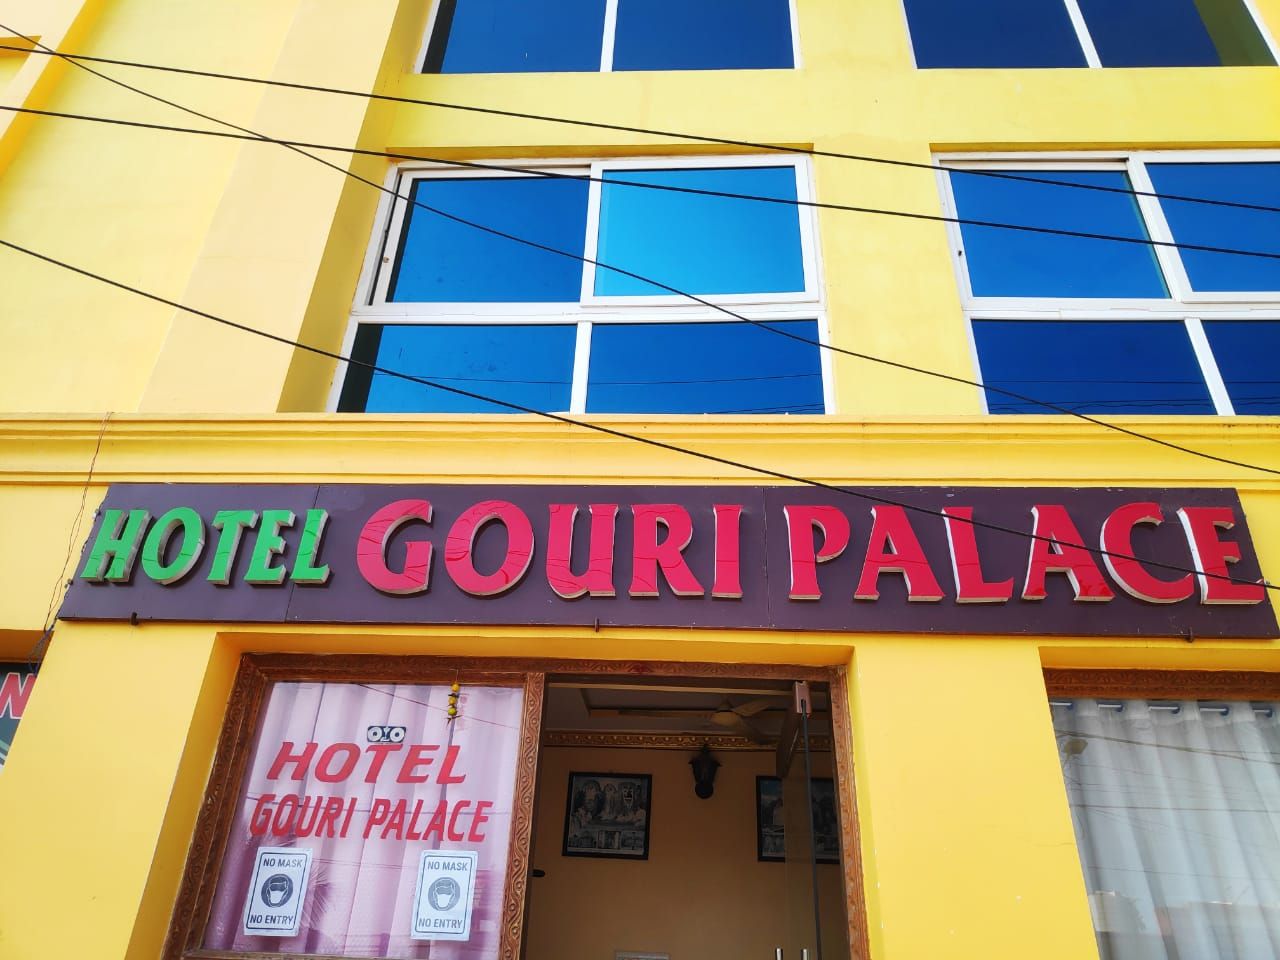 HOTEL GOURI PALACE
N
OYO
HOTEL
GOURI PALACE
NO MASK
NO ENTRY
NO MASK
NO ENTRY